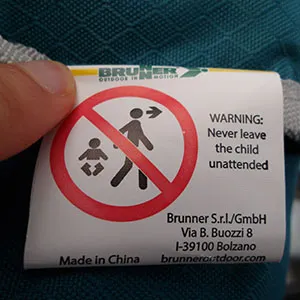 BRUNNER
OUTDOOR IN MOTION
WARNING:
Never leave
the child
unattended
Brunner S.r.l./GmbH
Via B. Buozzi 8
I-39100 Bolzano
Made in China
brunneroutdoor.com